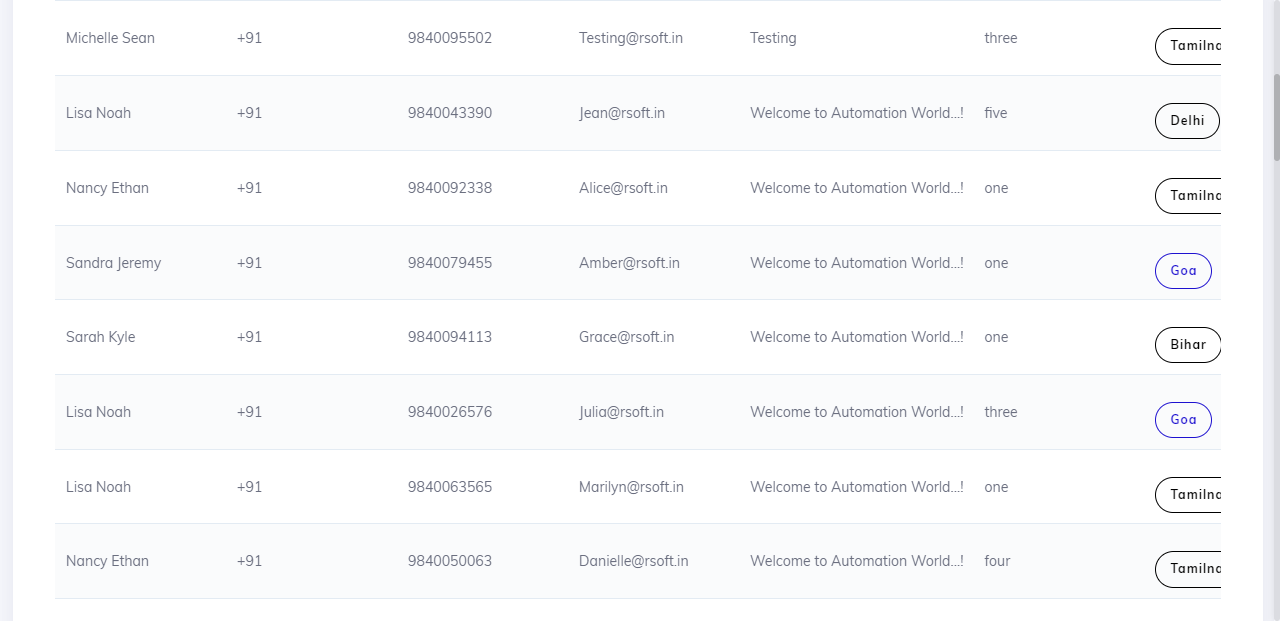 Michelle Sean +91 9840095502 Testing@rsoft.in Testing three Tamilna
Lisa Noah +91 9840043390 Jean@rsoft.in Welcome to Automation World...! five Delhi
Nancy Ethan +91 9840092338 Alice@rsoft.in Welcome to Automation World...! one Tamilna
Sandra Jeremy +91 9840079455 Amber@rsoft.in Welcome to Automation World...! one Goa
Sarah Kyle +91 9840094113 Grace@rsoft.in Welcome to Automation World...! one Bihar
Lisa Noah +91 9840026576 Julia@rsoft.in Welcome to Automation World...! three Goa
Lisa Noah +91 9840063565 Marilyn@rsoft.in Welcome to Automation World...! one Tamilna
Nancy Ethan +91 9840050063 Danielle@rsoft.in Welcome to Automation World...! four Tamilna